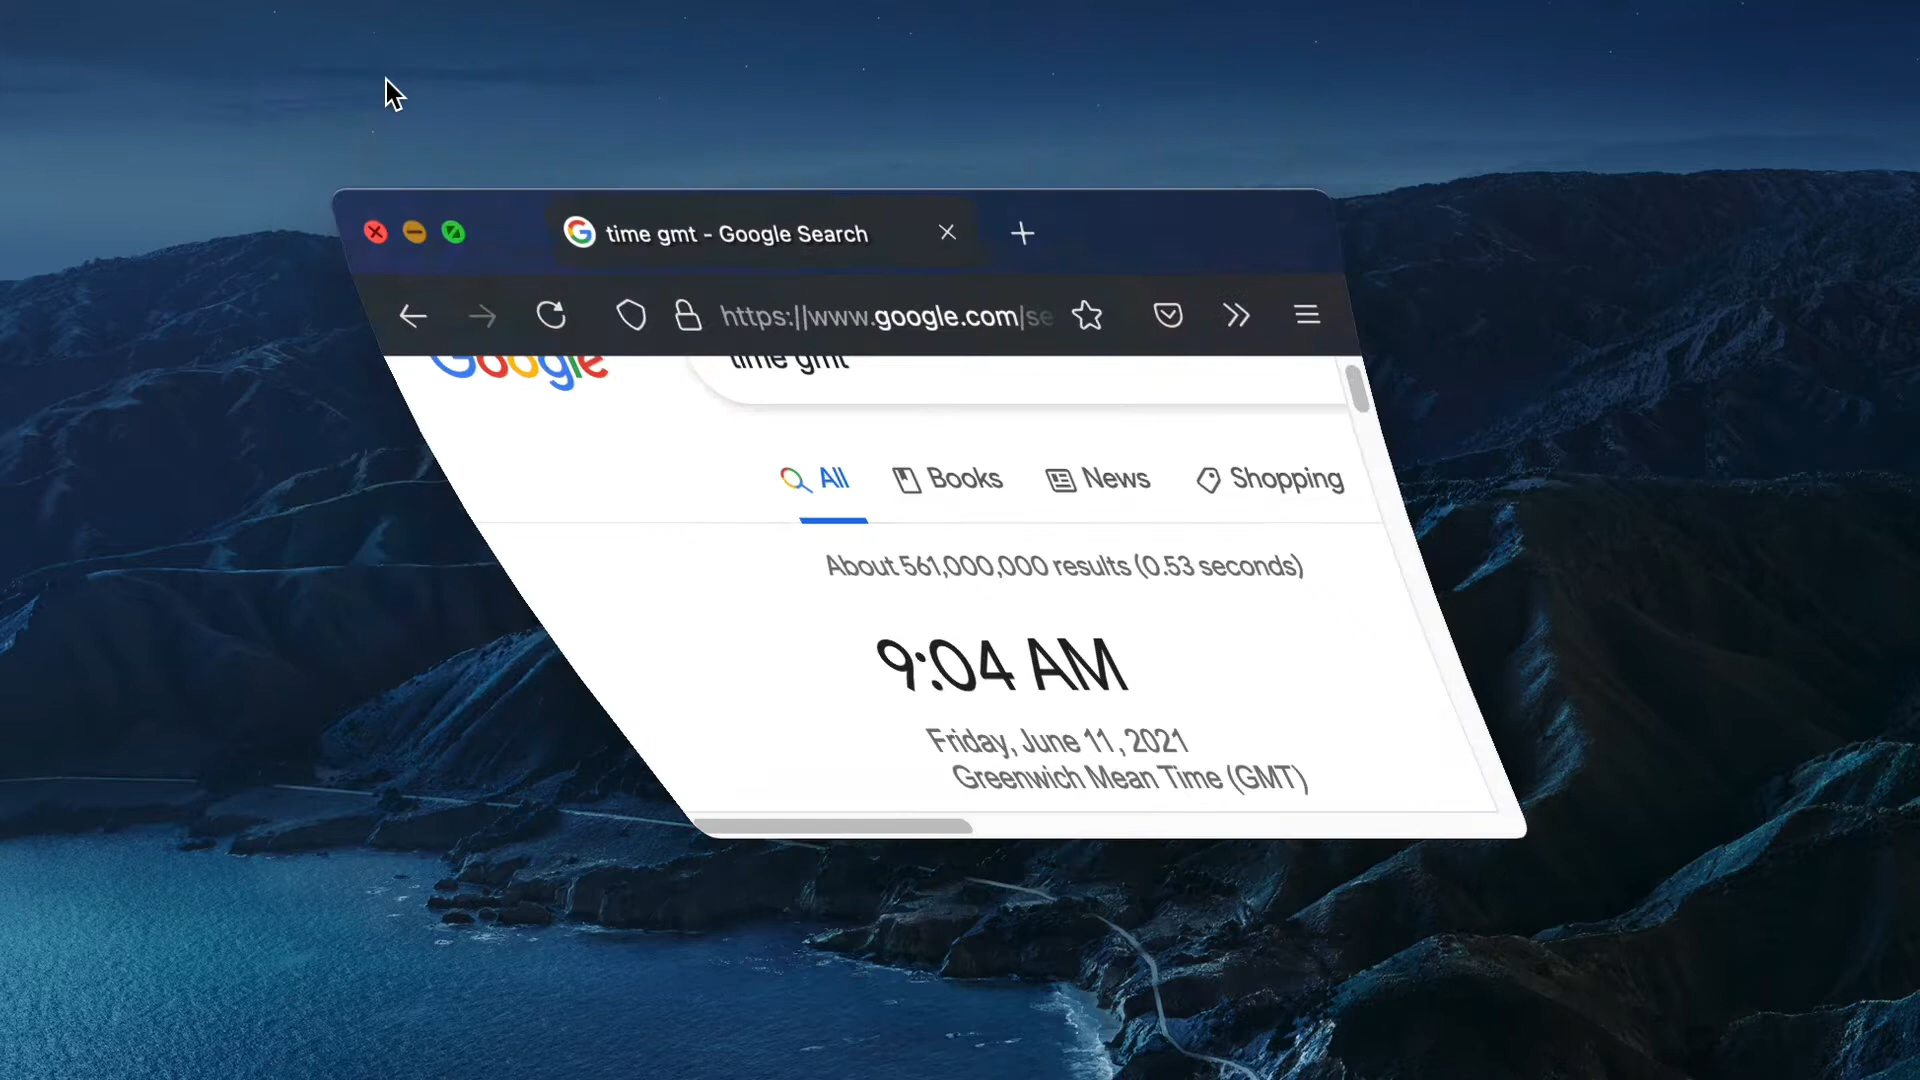 time gmt - Google Search
https://www.google.com/se
Google
time gmt
All Books News Shopping
About 561,000,000 results (0.53 seconds)
9:04 AM
Friday, June 11, 2021
Greenwich Mean Time (GMT)